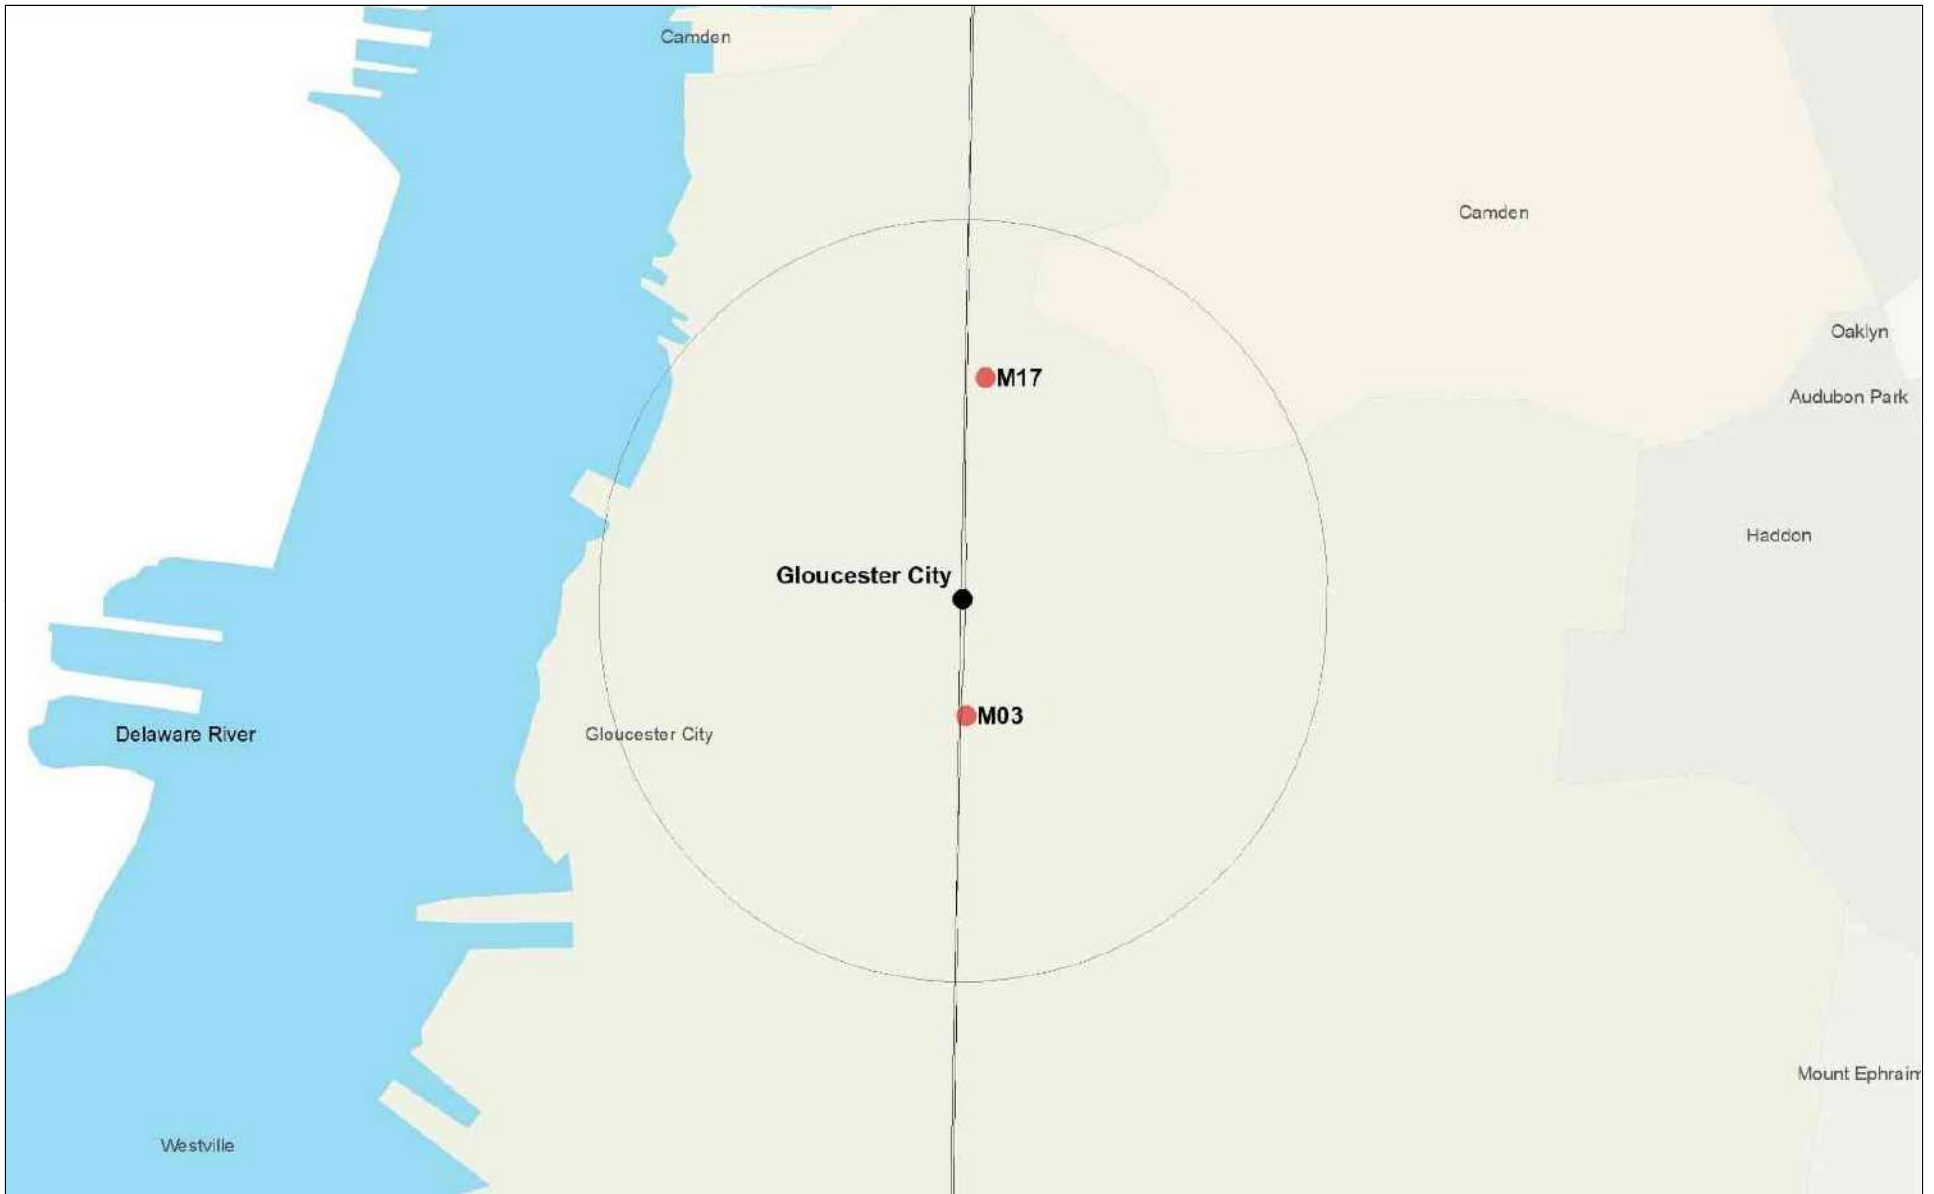 Camden
Camden
Oaklyn
M17
Audubon Park
Haddon
Gloucester City
M03
Delaware River
Gloucester City
Mount Ephraim
Westville